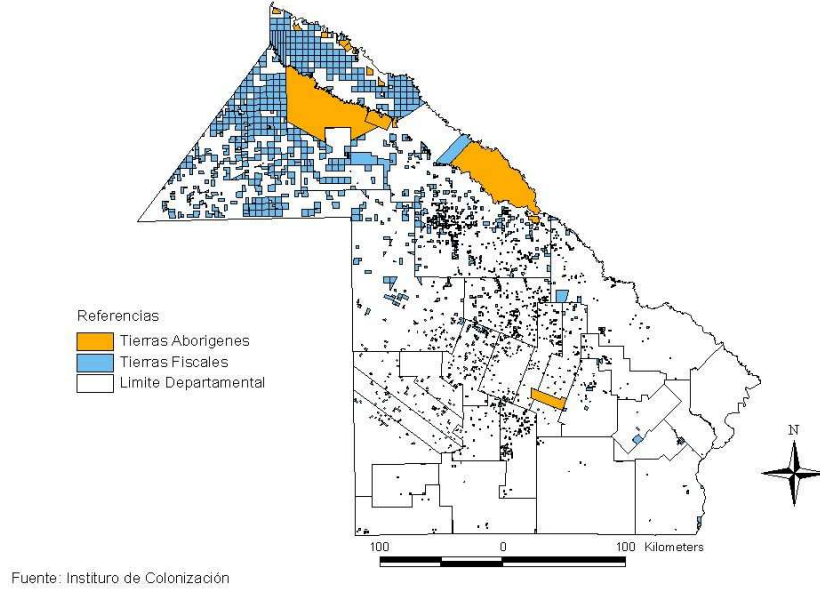 Referencias
Tierras Aborigenes
Tierras Fiscales
Limite Departamental
N
100 0 100 Kilometers
Fuente: Instituro de Colonización